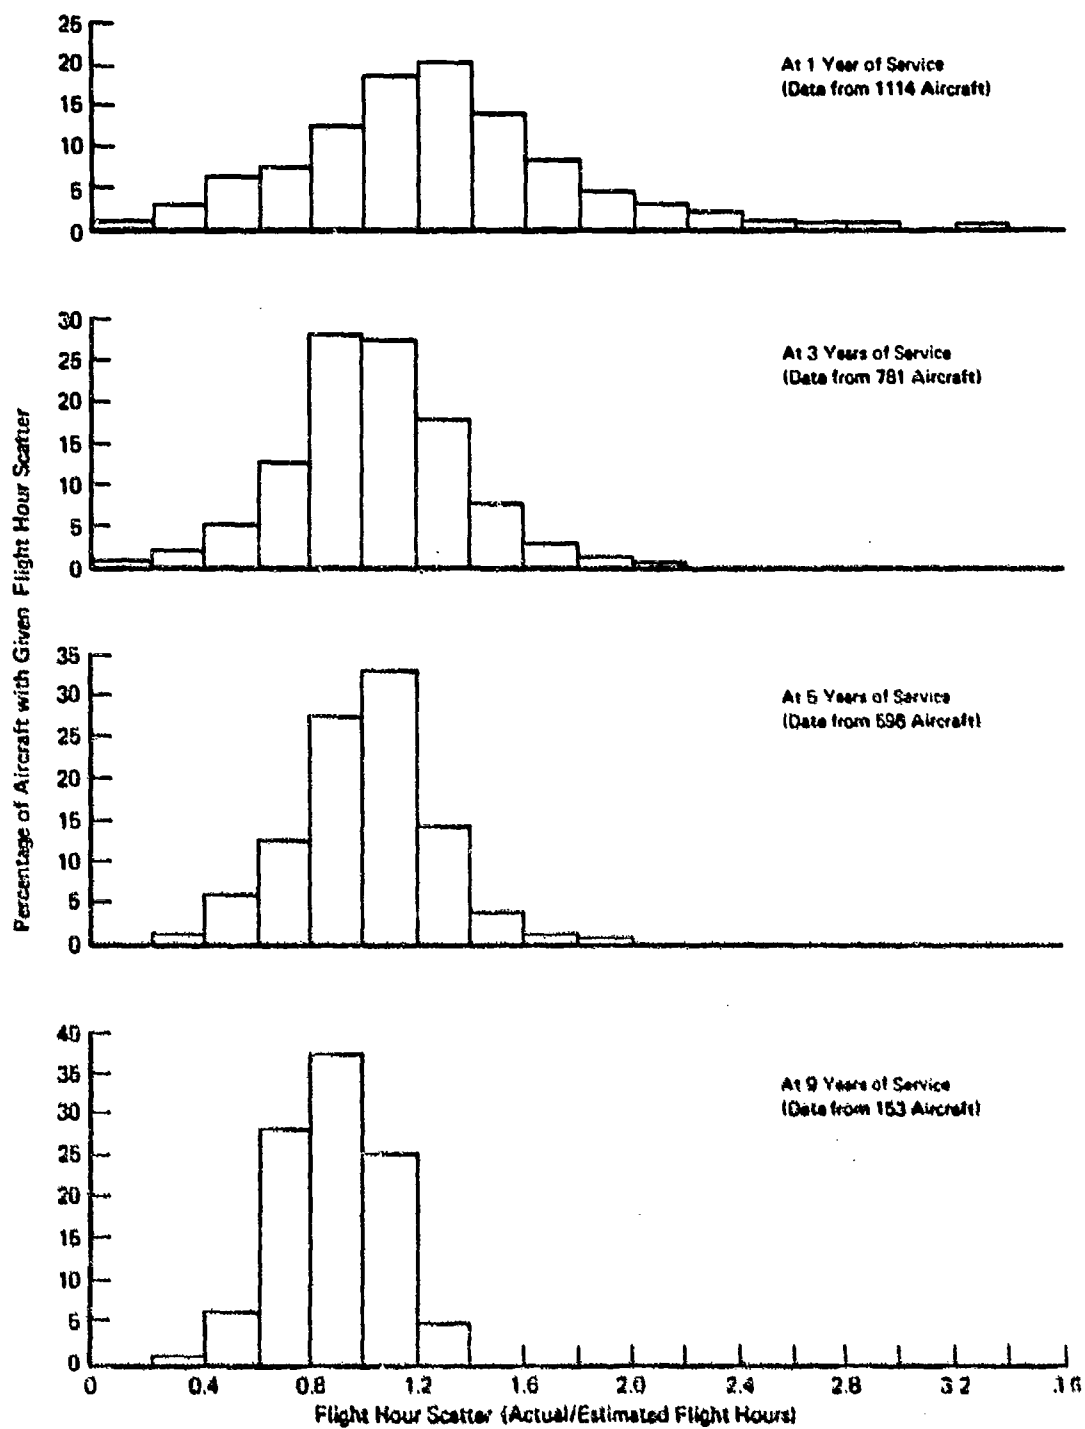 25
20
15
10
5
0
At 1 Year of Service
(Data from 1114 Aircraft)
30
25
20
15
10
5
0
At 3 Years of Service
(Data from 781 Aircraft)
Percentage of Aircraft with Given Flight Hour Scatter
35
30
25
20
15
10
5
0
At 5 Years of Service
(Data from Aircraft)
40
35
30
25
20
15
10
5
0
At 9 Years of Service
(Data from 153 Aircraft)
0 0.4 0.8 1.2 1.6 2.0 2.4 2.8 3.2
Flight Hour Scatter (Actual/Estimated Flight Hours)